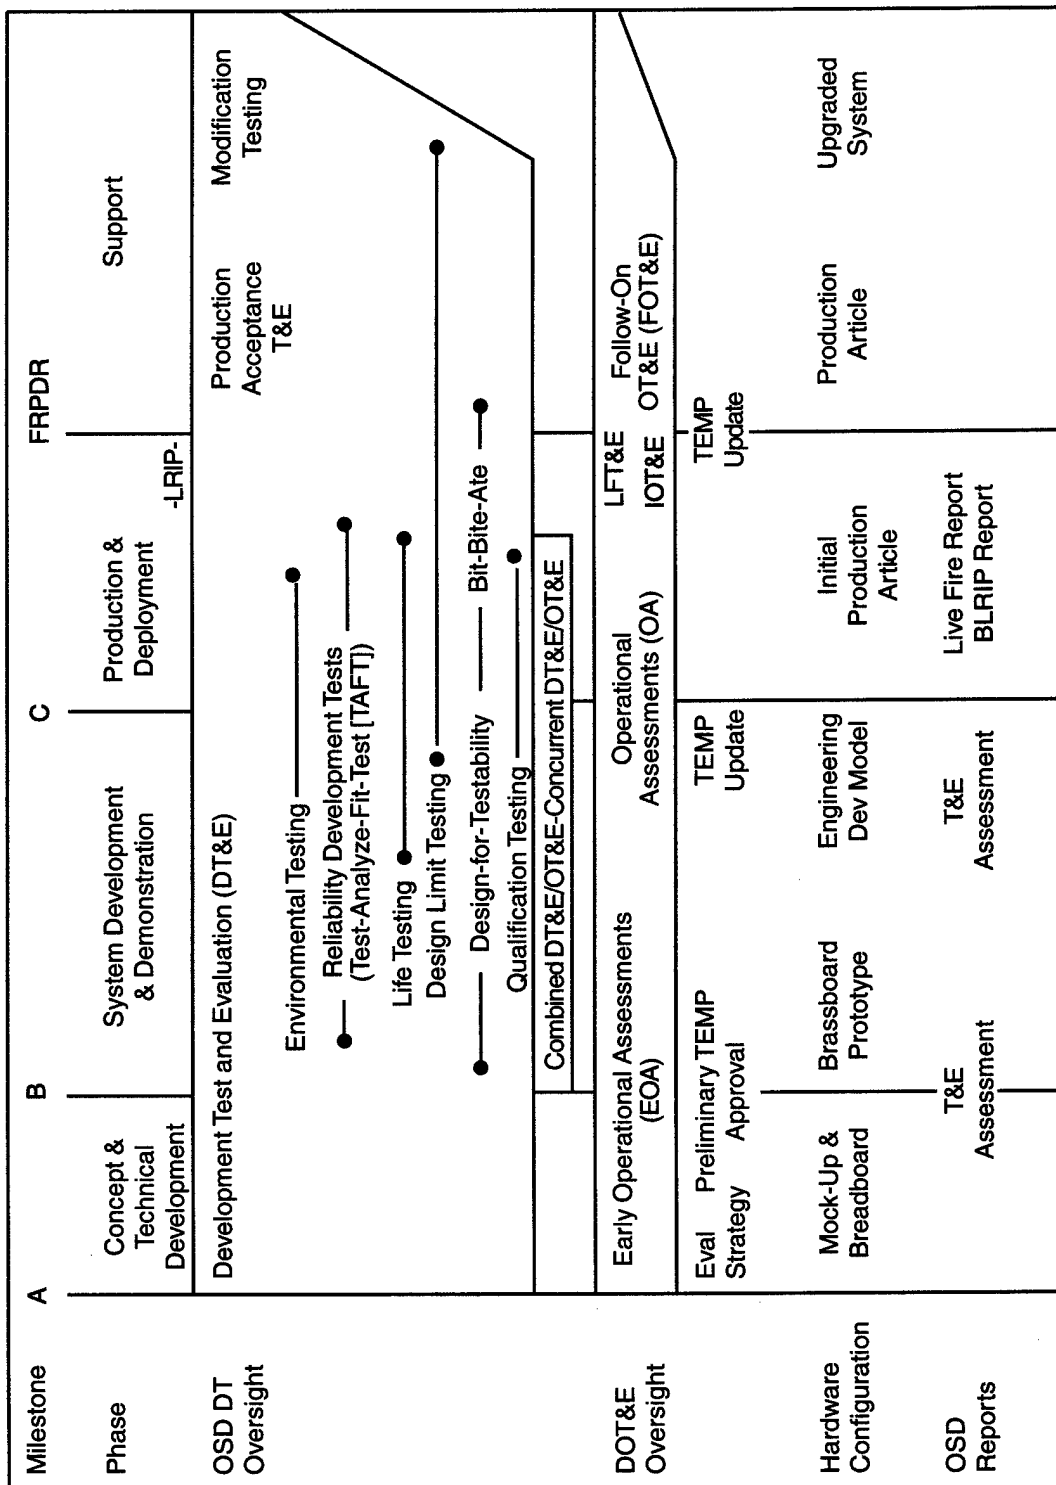 Milestone
A
B
C
FRPDR
Phase
Concept &
Technical
Development
System Development
& Demonstration
Production &
Deployment
-LRIP-
Support
OSD DT
Oversight
Development Test and Evaluation (DT&E)
Production
Acceptance
T&E
Modification
Testing
Environmental Testing
Reliability Development Tests
(Test-Analyze-Fit-Test [TAFT])
Life Testing
Design Limit Testing
Design-for-Testability
Bit-Bite-Ate
Qualification Testing
Combined DT&E/OT&E-Concurrent DT&E/OT&E
DOT&E
Oversight
Early Operational Assessments
(EOA)
Operational
Assessments (OA)
LFT&E
IOT&E
Follow-On
OT&E (FOT&E)
Eval
Strategy
Preliminary TEMP
Approval
TEMP
Update
TEMP
Update
Hardware
Configuration
Mock-Up &
Breadboard
Brassboard
Prototype
Engineering
Dev Model
Initial
Production
Article
Production
Article
Upgraded
System
OSD
Reports
T&E
Assessment
T&E
Assessment
Live Fire Report
BLRIP Report